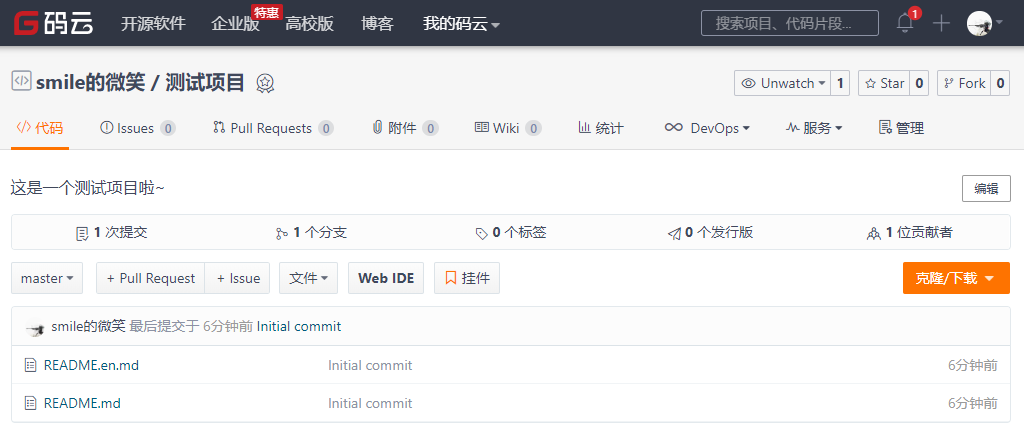 G 码云 开源软件 企业版 特惠 高校版 博客 我的码云 搜索项目、代码片段... 1
smile的微笑 / 测试项目 Unwatch 1 Star 0 Fork 0
代码 Issues 0 Pull Requests 0 附件 0 Wiki 0 统计 DevOps 服务 管理
这是一个测试项目啦~ 编辑
1 次提交 1 个分支 0 个标签 0 个发行版 1 位贡献者
master + Pull Request + Issue 文件 Web IDE 挂件 克隆/下载
smile的微笑 最后提交于 6分钟前 Initial commit
README.en.md Initial commit 6分钟前
README.md Initial commit 6分钟前